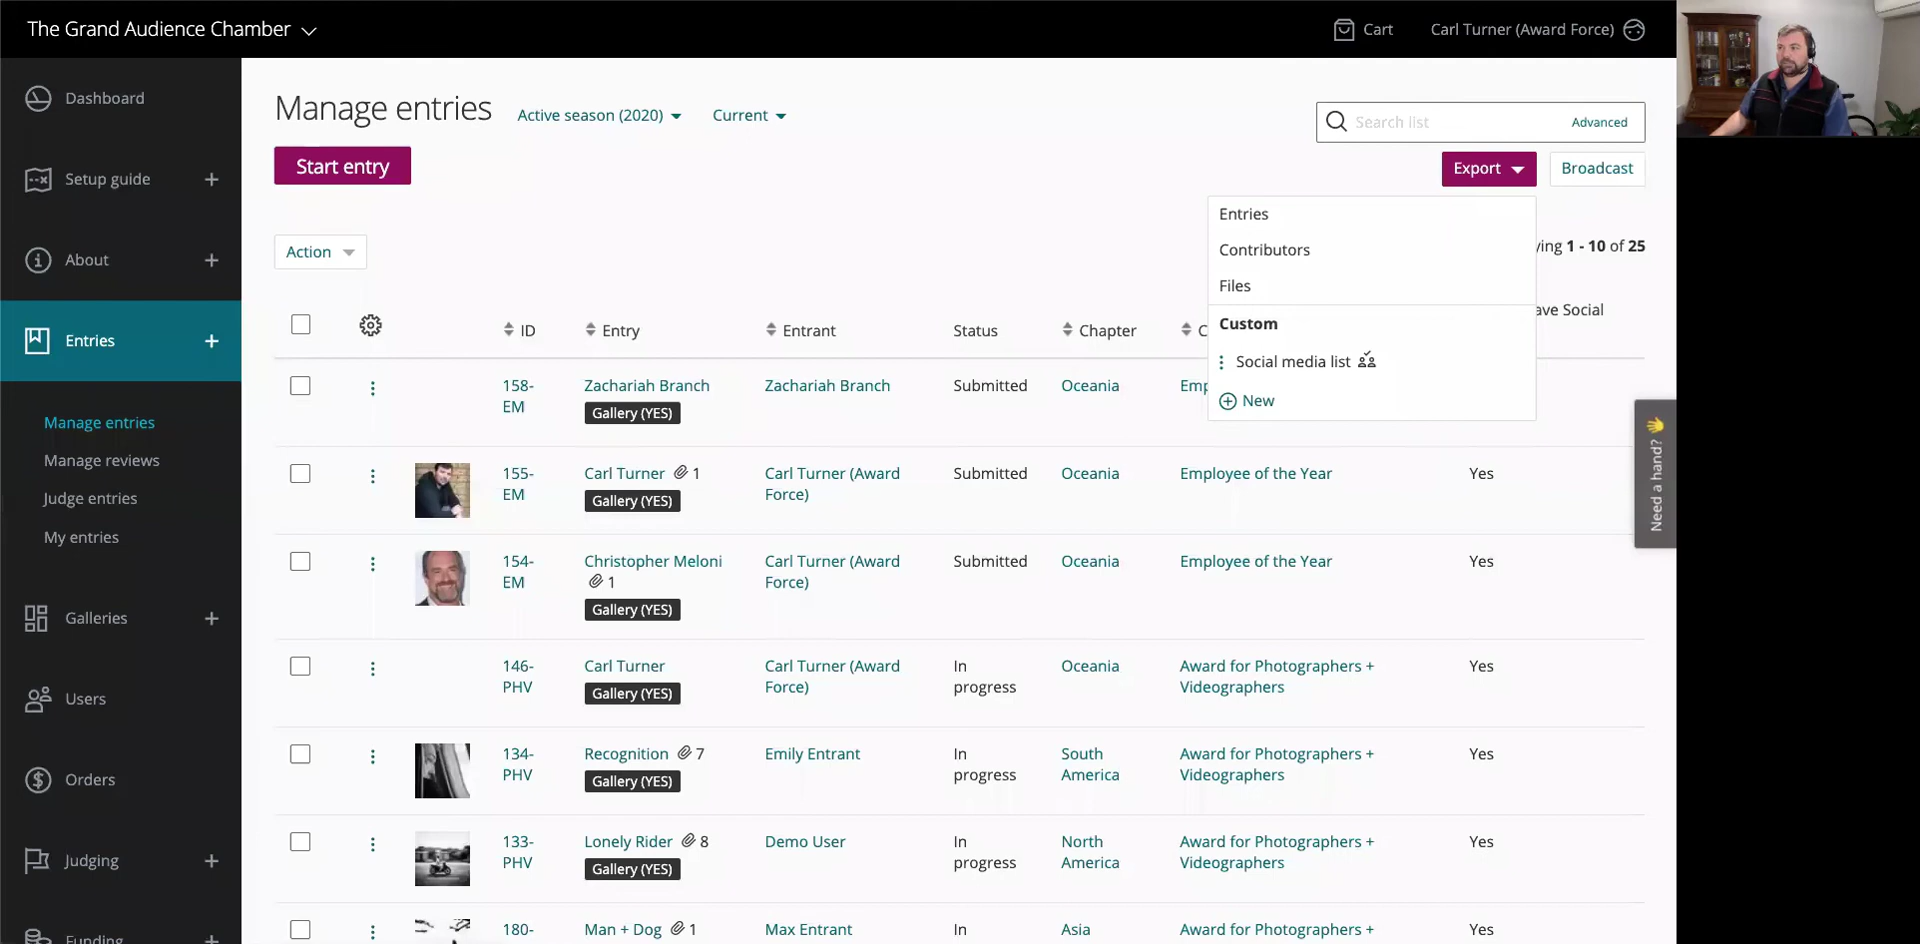 The Grand Audience Chamber
Cart
Carl Turner (Award Force)
Dashboard
Setup guide
About
Entries
Manage entries
Manage reviews
Judge entries
My entries
Galleries
Users
Orders
Judging
Funding
Manage entries
Active season (2020)
Current
Search list
Advanced
Start entry
Export
Broadcast
Entries
Contributors
Files
Custom
Social media list
New
Action
ying 1 - 10 of 25
ID Entry Entrant Status Chapter C ave Social
158- Zachariah Branch Zachariah Branch Submitted Oceania Emp
EM Gallery (YES)
155- Carl Turner 1 Carl Turner (Award Submitted Oceania Employee of the Year Yes
EM Gallery (YES) Force)
154- Christopher Meloni Carl Turner (Award Submitted Oceania Employee of the Year Yes
EM 1 Force)
Gallery (YES)
146- Carl Turner Carl Turner (Award In Oceania Award for Photographers + Yes
PHV Gallery (YES) Force) progress Videographers
134- Recognition 7 Emily Entrant In South Award for Photographers + Yes
PHV Gallery (YES) progress America Videographers
133- Lonely Rider 8 Demo User In North Award for Photographers + Yes
PHV Gallery (YES) progress America Videographers
180- Man + Dog 1 Max Entrant In Asia Award for Photographers + Yes
Need a hand?